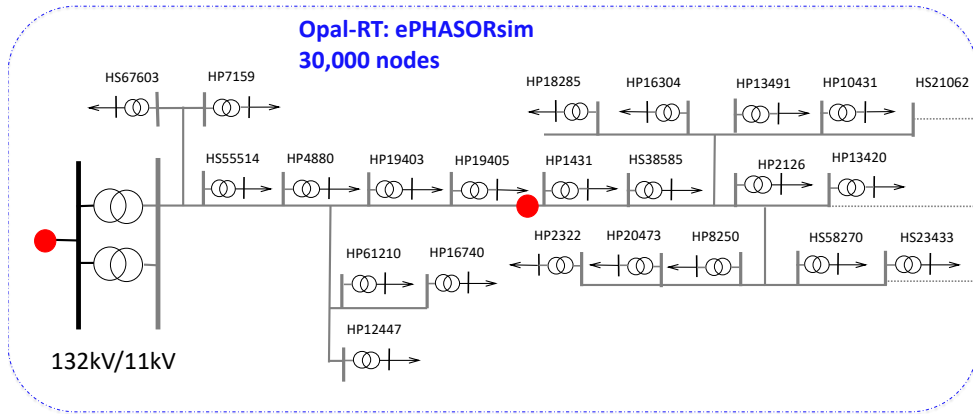 Opal-RT: ePHASORsim
30,000 nodes
HS67603
HP7159
HP18285
HP16304
HP13491
HP10431
HS21062
HS55514
HP4880
HP19403
HP19405
HP1431
HS38585
HP2126
HP13420
HP61210
HP16740
HP2322
HP20473
HP8250
HS58270
HS23433
HP12447
132kV/11kV